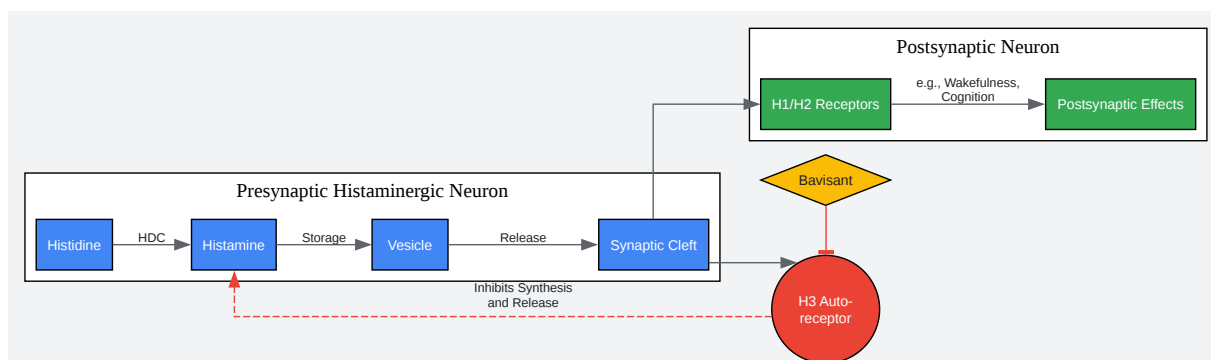 Postsynaptic Neuron
H1/H2 Receptors
e.g., Wakefulness,
Cognition
Postsynaptic Effects
Bavisant
Presynaptic Histaminergic Neuron
Histidine
HDC
Histamine
Storage
Vesicle
Release
Synaptic Cleft
Inhibits Synthesis
and Release
H3 Auto-
receptor